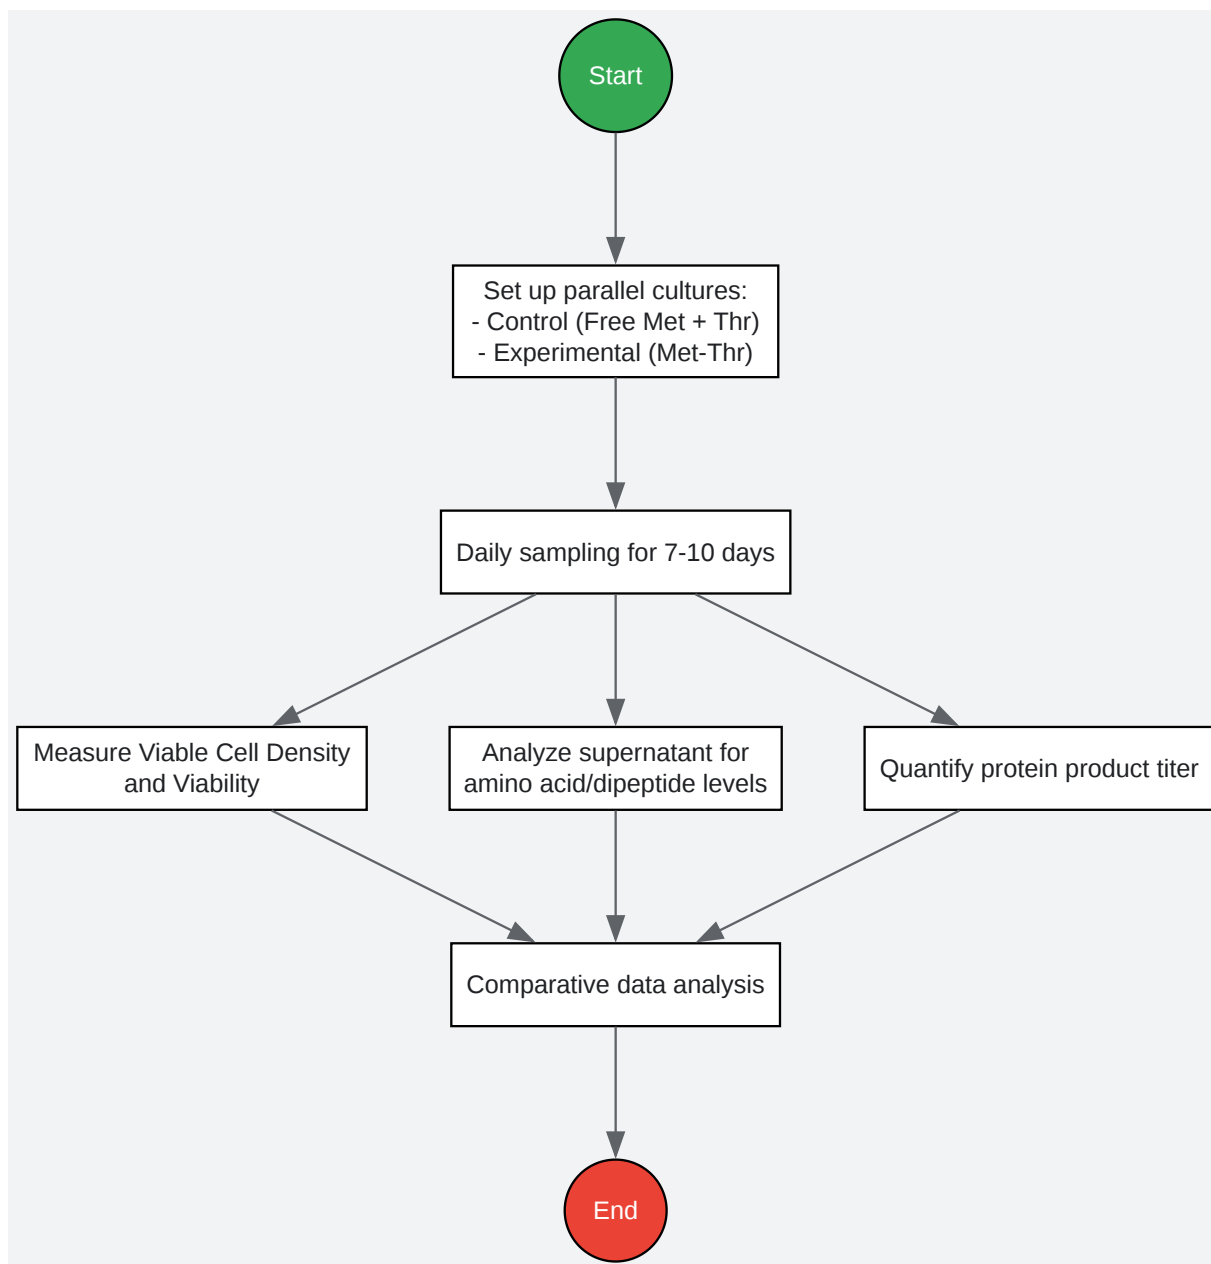 Start
Set up parallel cultures:
- Control (Free Met + Thr)
- Experimental (Met-Thr)
Daily sampling for 7-10 days
Measure Viable Cell Density
and Viability
Analyze supernatant for
amino acid/dipeptide levels
Quantify protein product titer
Comparative data analysis
End